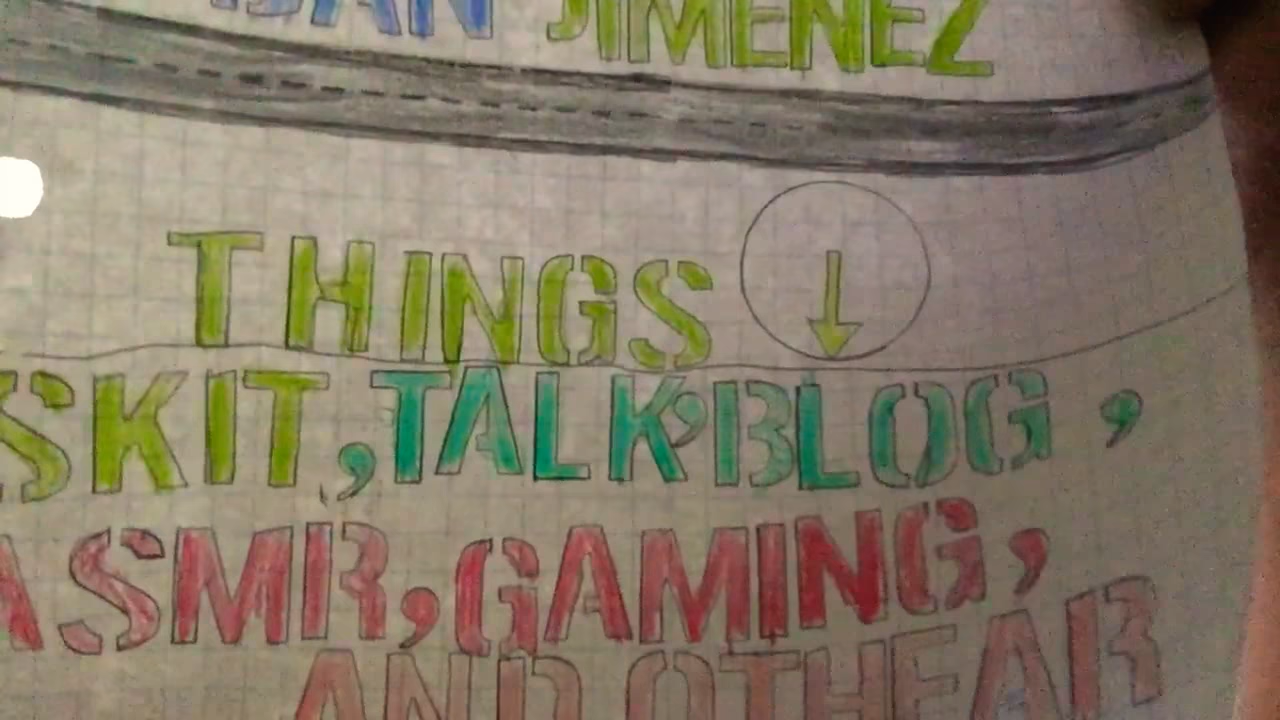 JIMENEZ
THINGS
SKIT, TALK, BLOG,
ASMR, GAMING,
AND OTHEAR